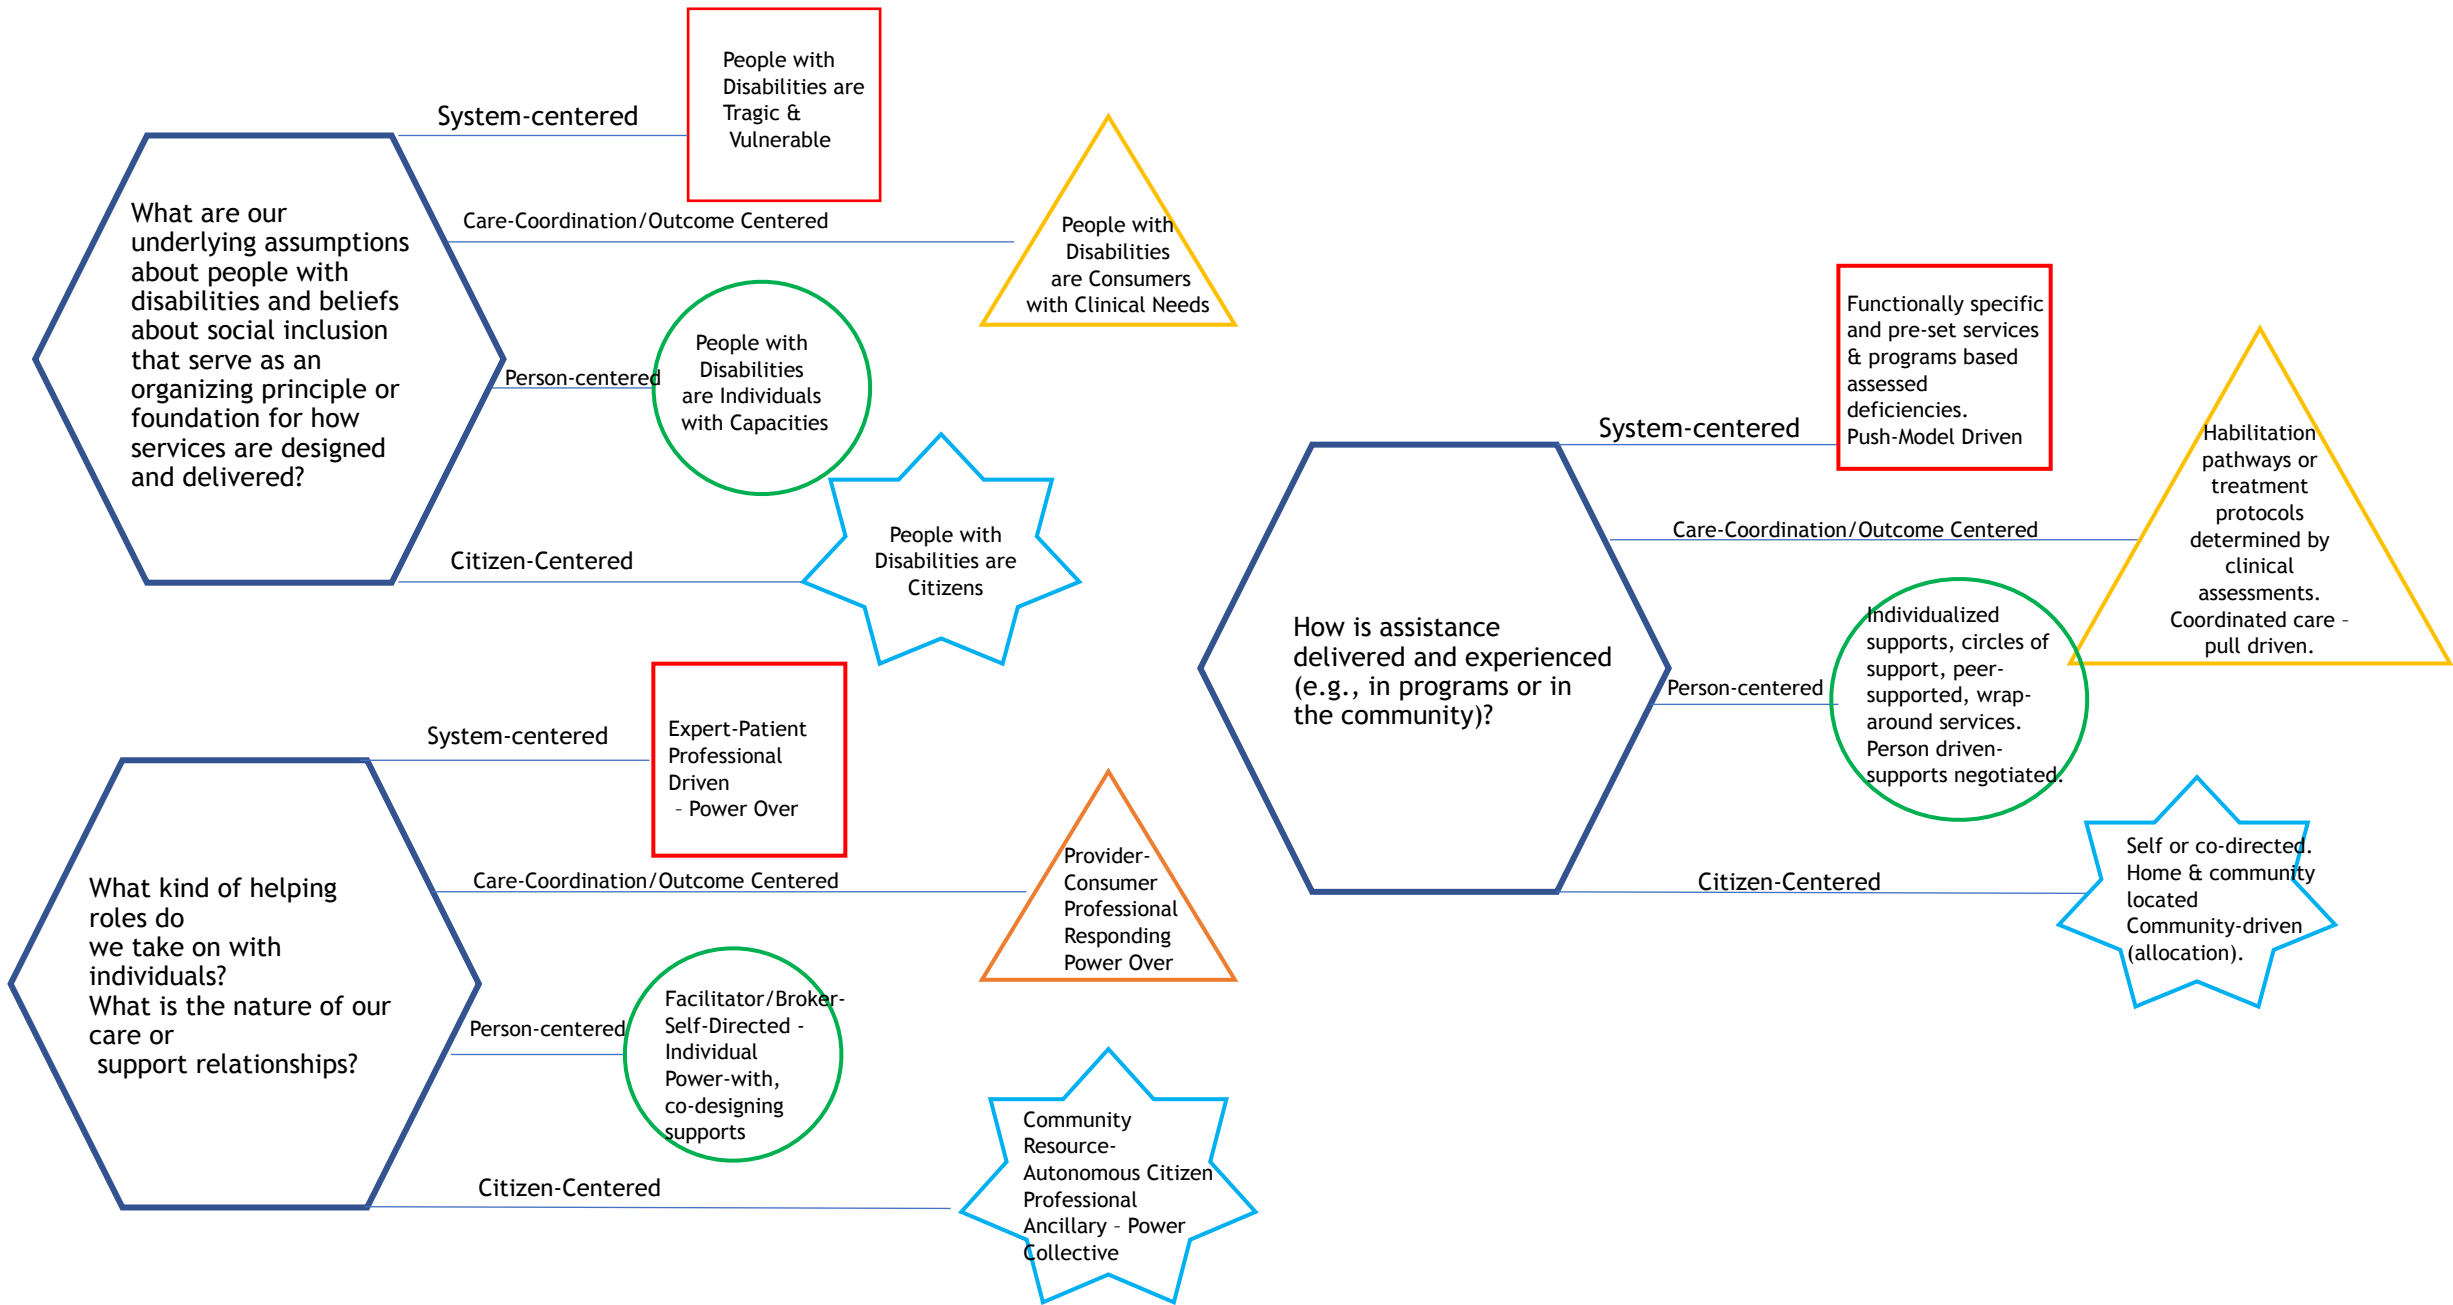 System-centered
People with
Disabilities are
Tragic &
Vulnerable
What are our
underlying assumptions
about people with
disabilities and beliefs
about social inclusion
that serve as an
organizing principle or
foundation for how
services are designed
and delivered?
Care-Coordination/Outcome Centered
People with
Disabilities
are Consumers
with Clinical Needs
Person-centered
People with
Disabilities
are Individuals
with Capacities
Citizen-Centered
People with
Disabilities are
Citizens
What kind of helping
roles do
we take on with
individuals?
What is the nature of our
care or
support relationships?
System-centered
Expert-Patient
Professional
Driven
– Power Over
Care-Coordination/Outcome Centered
Provider-
Consumer
Professional
Responding
Power Over
Person-centered
Facilitator/Broker-
Self-Directed -
Individual
Power-with,
co-designing
supports
Citizen-Centered
Community
Resource-
Autonomous Citizen
Professional
Ancillary – Power
Collective
How is assistance
delivered and experienced
(e.g., in programs or in
the community)?
System-centered
Functionally specific
and pre-set services
& programs based
assessed
deficiencies.
Push-Model Driven
Care-Coordination/Outcome Centered
Habilitation
pathways or
treatment
protocols
determined by
clinical
assessments.
Coordinated care –
pull driven.
Person-centered
Individualized
supports, circles of
support, peer-
supported, wrap-
around services.
Person driven-
supports negotiated.
Citizen-Centered
Self or co-directed.
Home & community
located
Community-driven
(allocation).